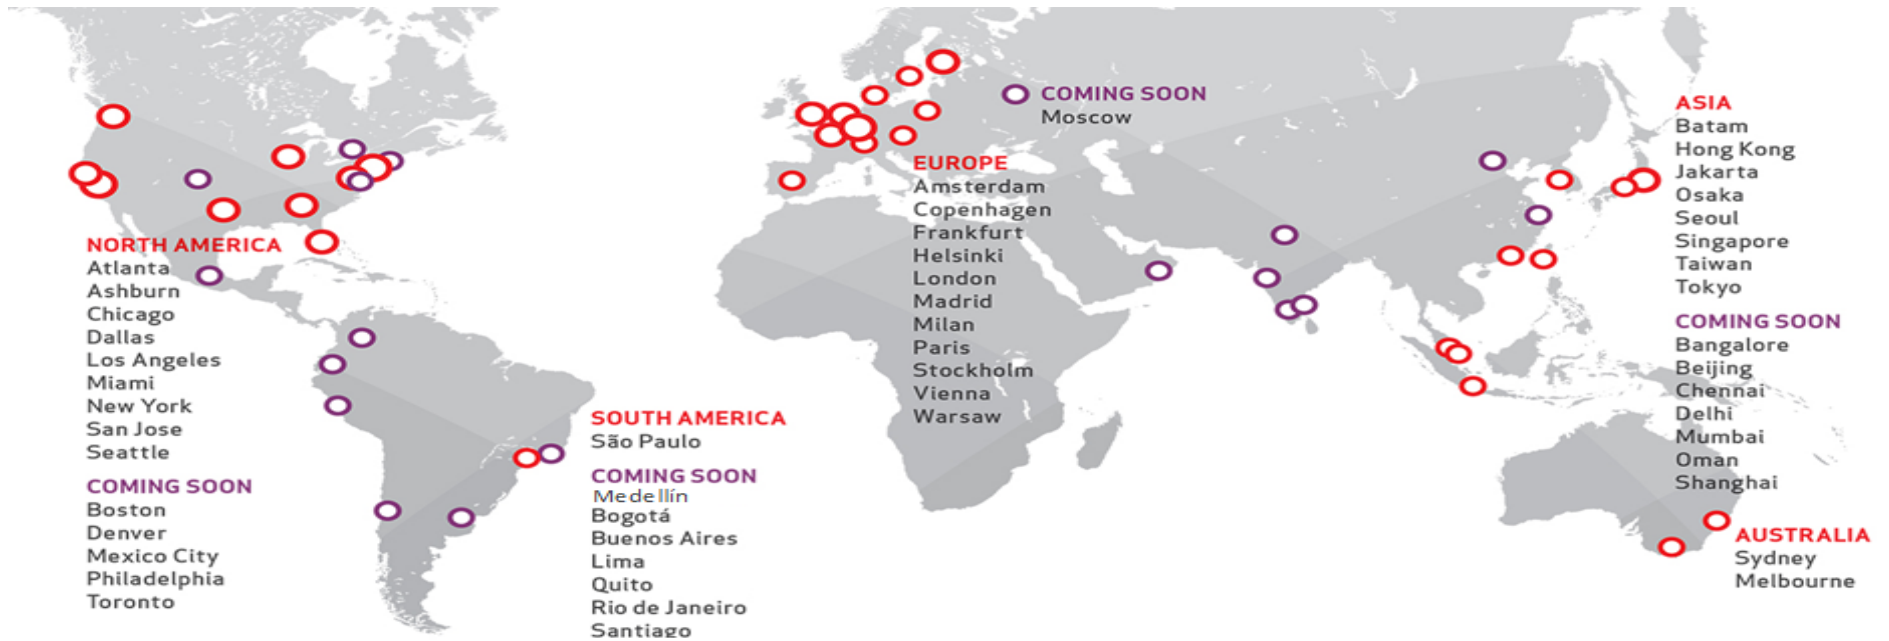 NORTH AMERICA
Atlanta
Ashburn
Chicago
Dallas
Los Angeles
Miami
New York
San Jose
Seattle
COMING SOON
Boston
Denver
Mexico City
Philadelphia
Toronto
SOUTH AMERICA
São Paulo
COMING SOON
Medellín
Bogotá
Buenos Aires
Lima
Quito
Rio de Janeiro
Santiago
COMING SOON
Moscow
EUROPE
Amsterdam
Copenhagen
Frankfurt
Helsinki
London
Madrid
Milan
Paris
Stockholm
Vienna
Warsaw
ASIA
Batam
Hong Kong
Jakarta
Osaka
Seoul
Singapore
Taiwan
Tokyo
COMING SOON
Bangalore
Beijing
Chennai
Delhi
Mumbai
Oman
Shanghai
AUSTRALIA
Sydney
Melbourne